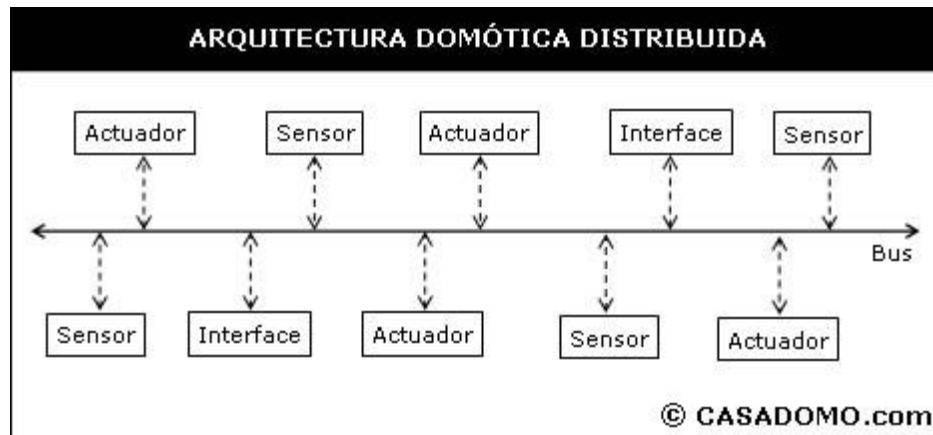 ARQUITECTURA DOMÓTICA DISTRIBUIDA
Actuador
Sensor
Actuador
Interface
Sensor
Bus
Sensor
Interface
Actuador
Sensor
Actuador
© CASADOMO.com